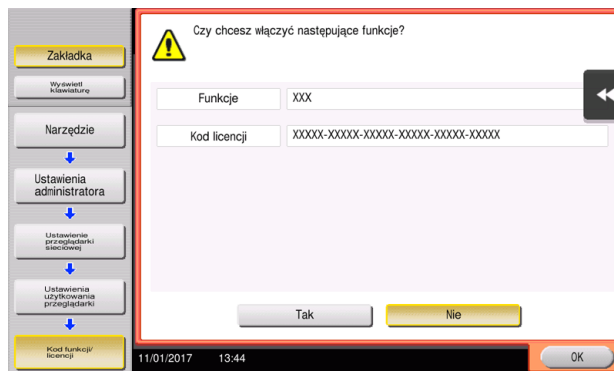 Zakładka
Wyświetl
klawiaturę
Narzędzie
Ustawienia
administratora
Ustawienie
przeglądarki
sieciowej
Ustawienia
użytkowania
przeglądarki
Kod funkcji/
licencji
Czy chcesz włączyć następujące funkcje?
Funkcje XXX
Kod licencji XXXXX-XXXXX-XXXXX-XXXXX-XXXXX-XXXXX
Tak Nie
11/01/2017 13:44 OK